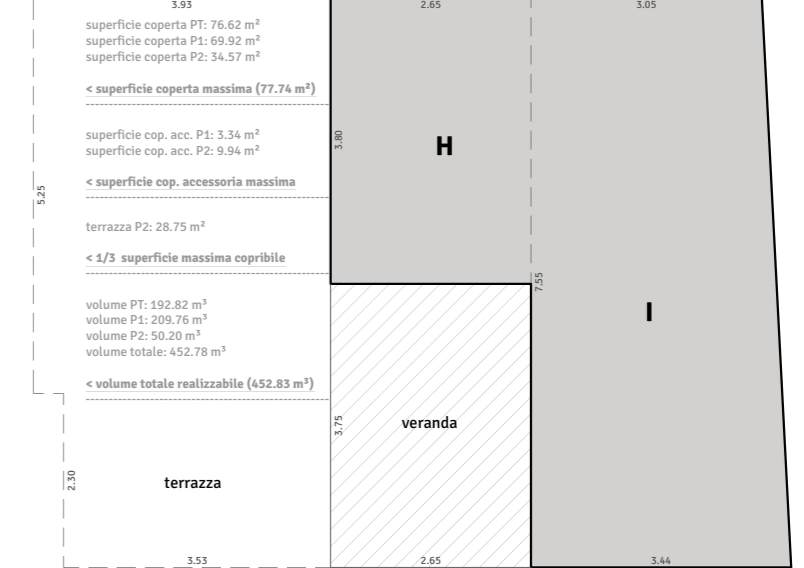 3.93
2.65
3.05
superficie coperta PT: 76.62 m²
superficie coperta P1: 69.92 m²
superficie coperta P2: 34.57 m²
< superficie coperta massima (77.74 m²)
superficie cop. acc. P1: 3.34 m²
superficie cop. acc. P2: 9.94 m²
< superficie cop. accessoria massima
terrazza P2: 28.75 m²
< 1/3 superficie massima copribile
volume PT: 192.82 m³
volume P1: 209.76 m³
volume P2: 50.20 m³
volume totale: 452.78 m³
< volume totale realizzabile (452.83 m³)
5.25
3.80
H
7.55
I
3.75
veranda
2.30
terrazza
3.53
2.65
3.44